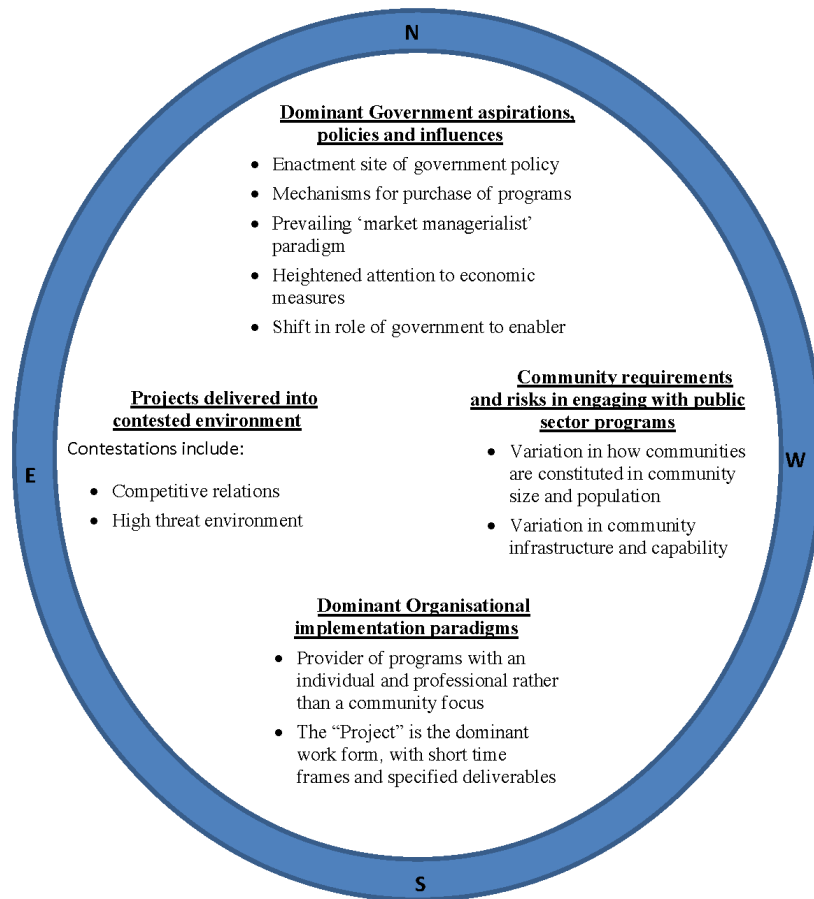 N
Dominant Government aspirations,
policies and influences
• Enactment site of government policy
• Mechanisms for purchase of programs
• Prevailing ‘market managerialist’
paradigm
• Heightened attention to economic
measures
• Shift in role of government to enabler
E
Projects delivered into
contested environment
Contestations include:
• Competitive relations
• High threat environment
Community requirements
and risks in engaging with public
sector programs
• Variation in how communities
are constituted in community
size and population
• Variation in community
infrastructure and capability
W
Dominant Organisational
implementation paradigms
• Provider of programs with an
individual and professional rather
than a community focus
• The “Project” is the dominant
work form, with short time
frames and specified deliverables
S